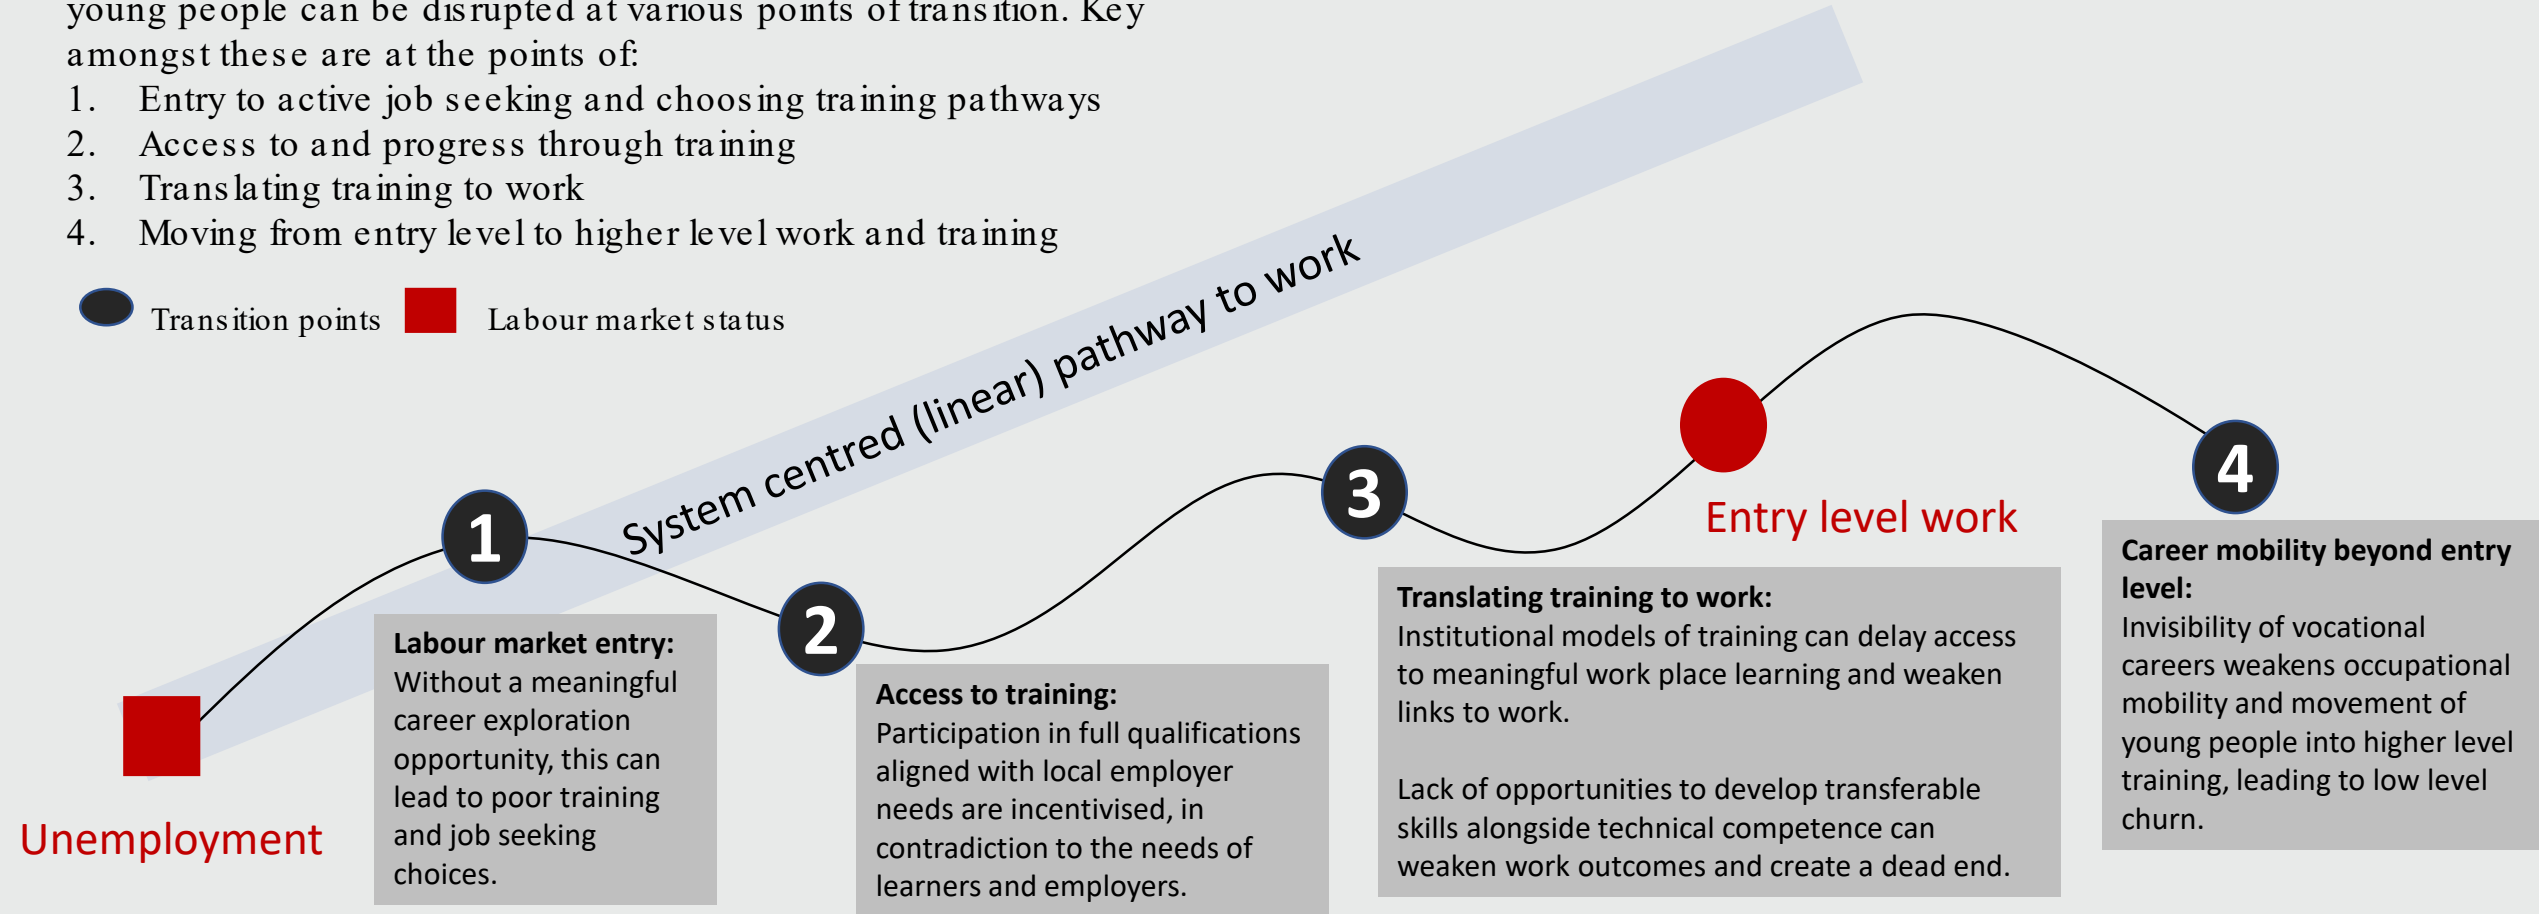 young people can be disrupted at various points of transition. Key
amongst these are at the points of:
1. Entry to active job seeking and choosing training pathways
2. Access to and progress through training
3. Translating training to work
4. Moving from entry level to higher level work and training
Transition points
Labour market status
System centred (linear) pathway to work
1
2
3
4
Unemployment
Entry level work
Labour market entry:
Without a meaningful
career exploration
opportunity, this can
lead to poor training
and job seeking
choices.
Access to training:
Participation in full qualifications
aligned with local employer
needs are incentivised, in
contradiction to the needs of
learners and employers.
Translating training to work:
Institutional models of training can delay access
to meaningful work place learning and weaken
links to work.
Lack of opportunities to develop transferable
skills alongside technical competence can
weaken work outcomes and create a dead end.
Career mobility beyond entry
level:
Invisibility of vocational
careers weakens occupational
mobility and movement of
young people into higher level
training, leading to low level
churn.